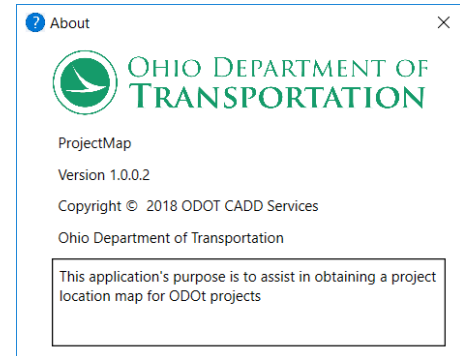 About
OHIO DEPARTMENT OF
TRANSPORTATION
ProjectMap
Version 1.0.0.2
Copyright © 2018 ODOT CADD Services
Ohio Department of Transportation
This application's purpose is to assist in obtaining a project
location map for ODOt projects